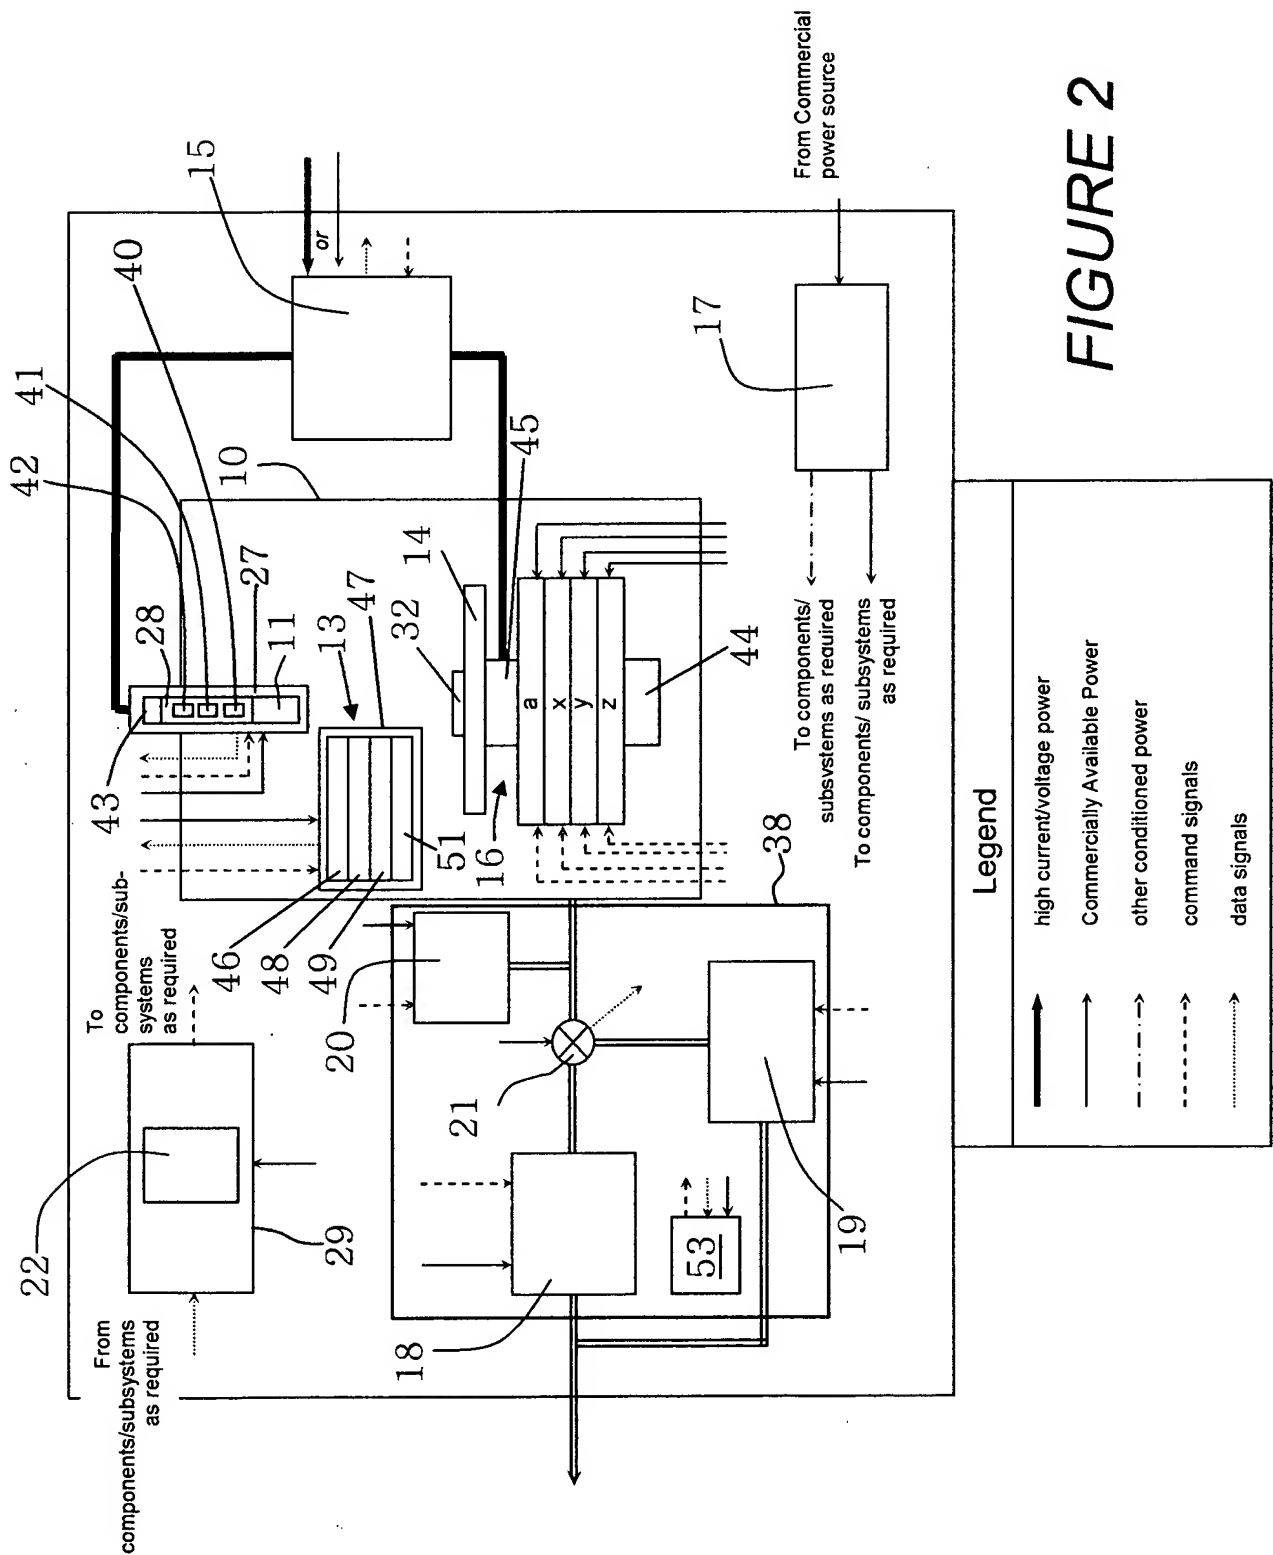 22
42
41
43
40
To
components/sub-
systems
as required
From
components/subsystems
as required
28
15
29
46
10
27
48
11
or
49
20
13
47
18
32
14
51
21
16
45
a
x
y
z
53
44
17
38
19
To components/
subsystems as required
To components/ subsystems
as required
From Commercial
power source
Legend
high current/voltage power
Commercially Available Power
other conditioned power
command signals
data signals
FIGURE 2